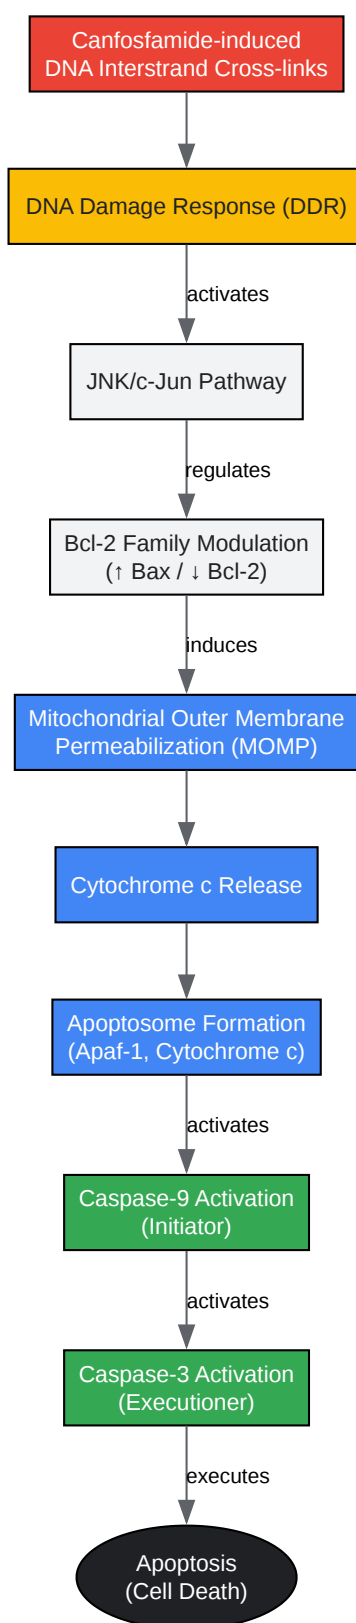 Canfosfamide-induced
DNA Interstrand Cross-links
DNA Damage Response (DDR)
activates
JNK/c-Jun Pathway
regulates
Bcl-2 Family Modulation
(↑ Bax / ↓ Bcl-2)
induces
Mitochondrial Outer Membrane
Permeabilization (MOMP)
Cytochrome c Release
Apoptosome Formation
(Apaf-1, Cytochrome c)
activates
Caspase-9 Activation
(Initiator)
activates
Caspase-3 Activation
(Executioner)
executes
Apoptosis
(Cell Death)